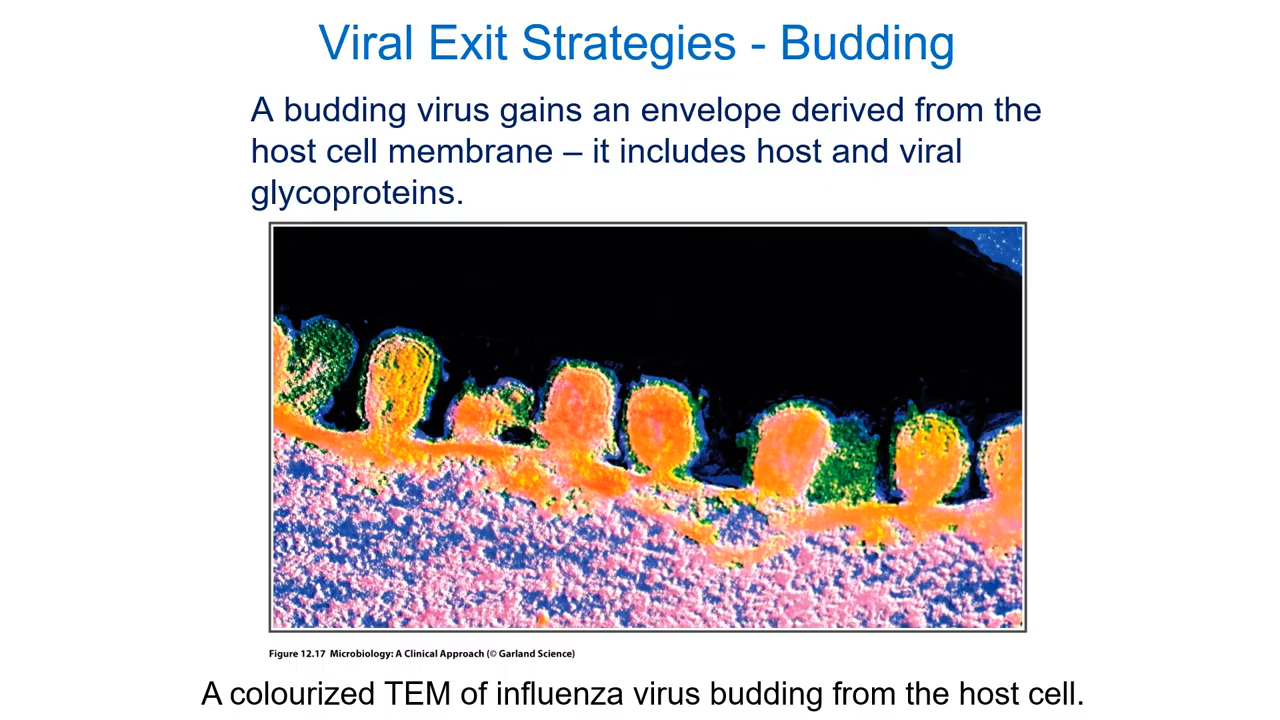 Viral Exit Strategies - Budding
A budding virus gains an envelope derived from the
host cell membrane – it includes host and viral
glycoproteins.
Figure 12.17 Microbiology: A Clinical Approach (© Garland Science)
A colourized TEM of influenza virus budding from the host cell.